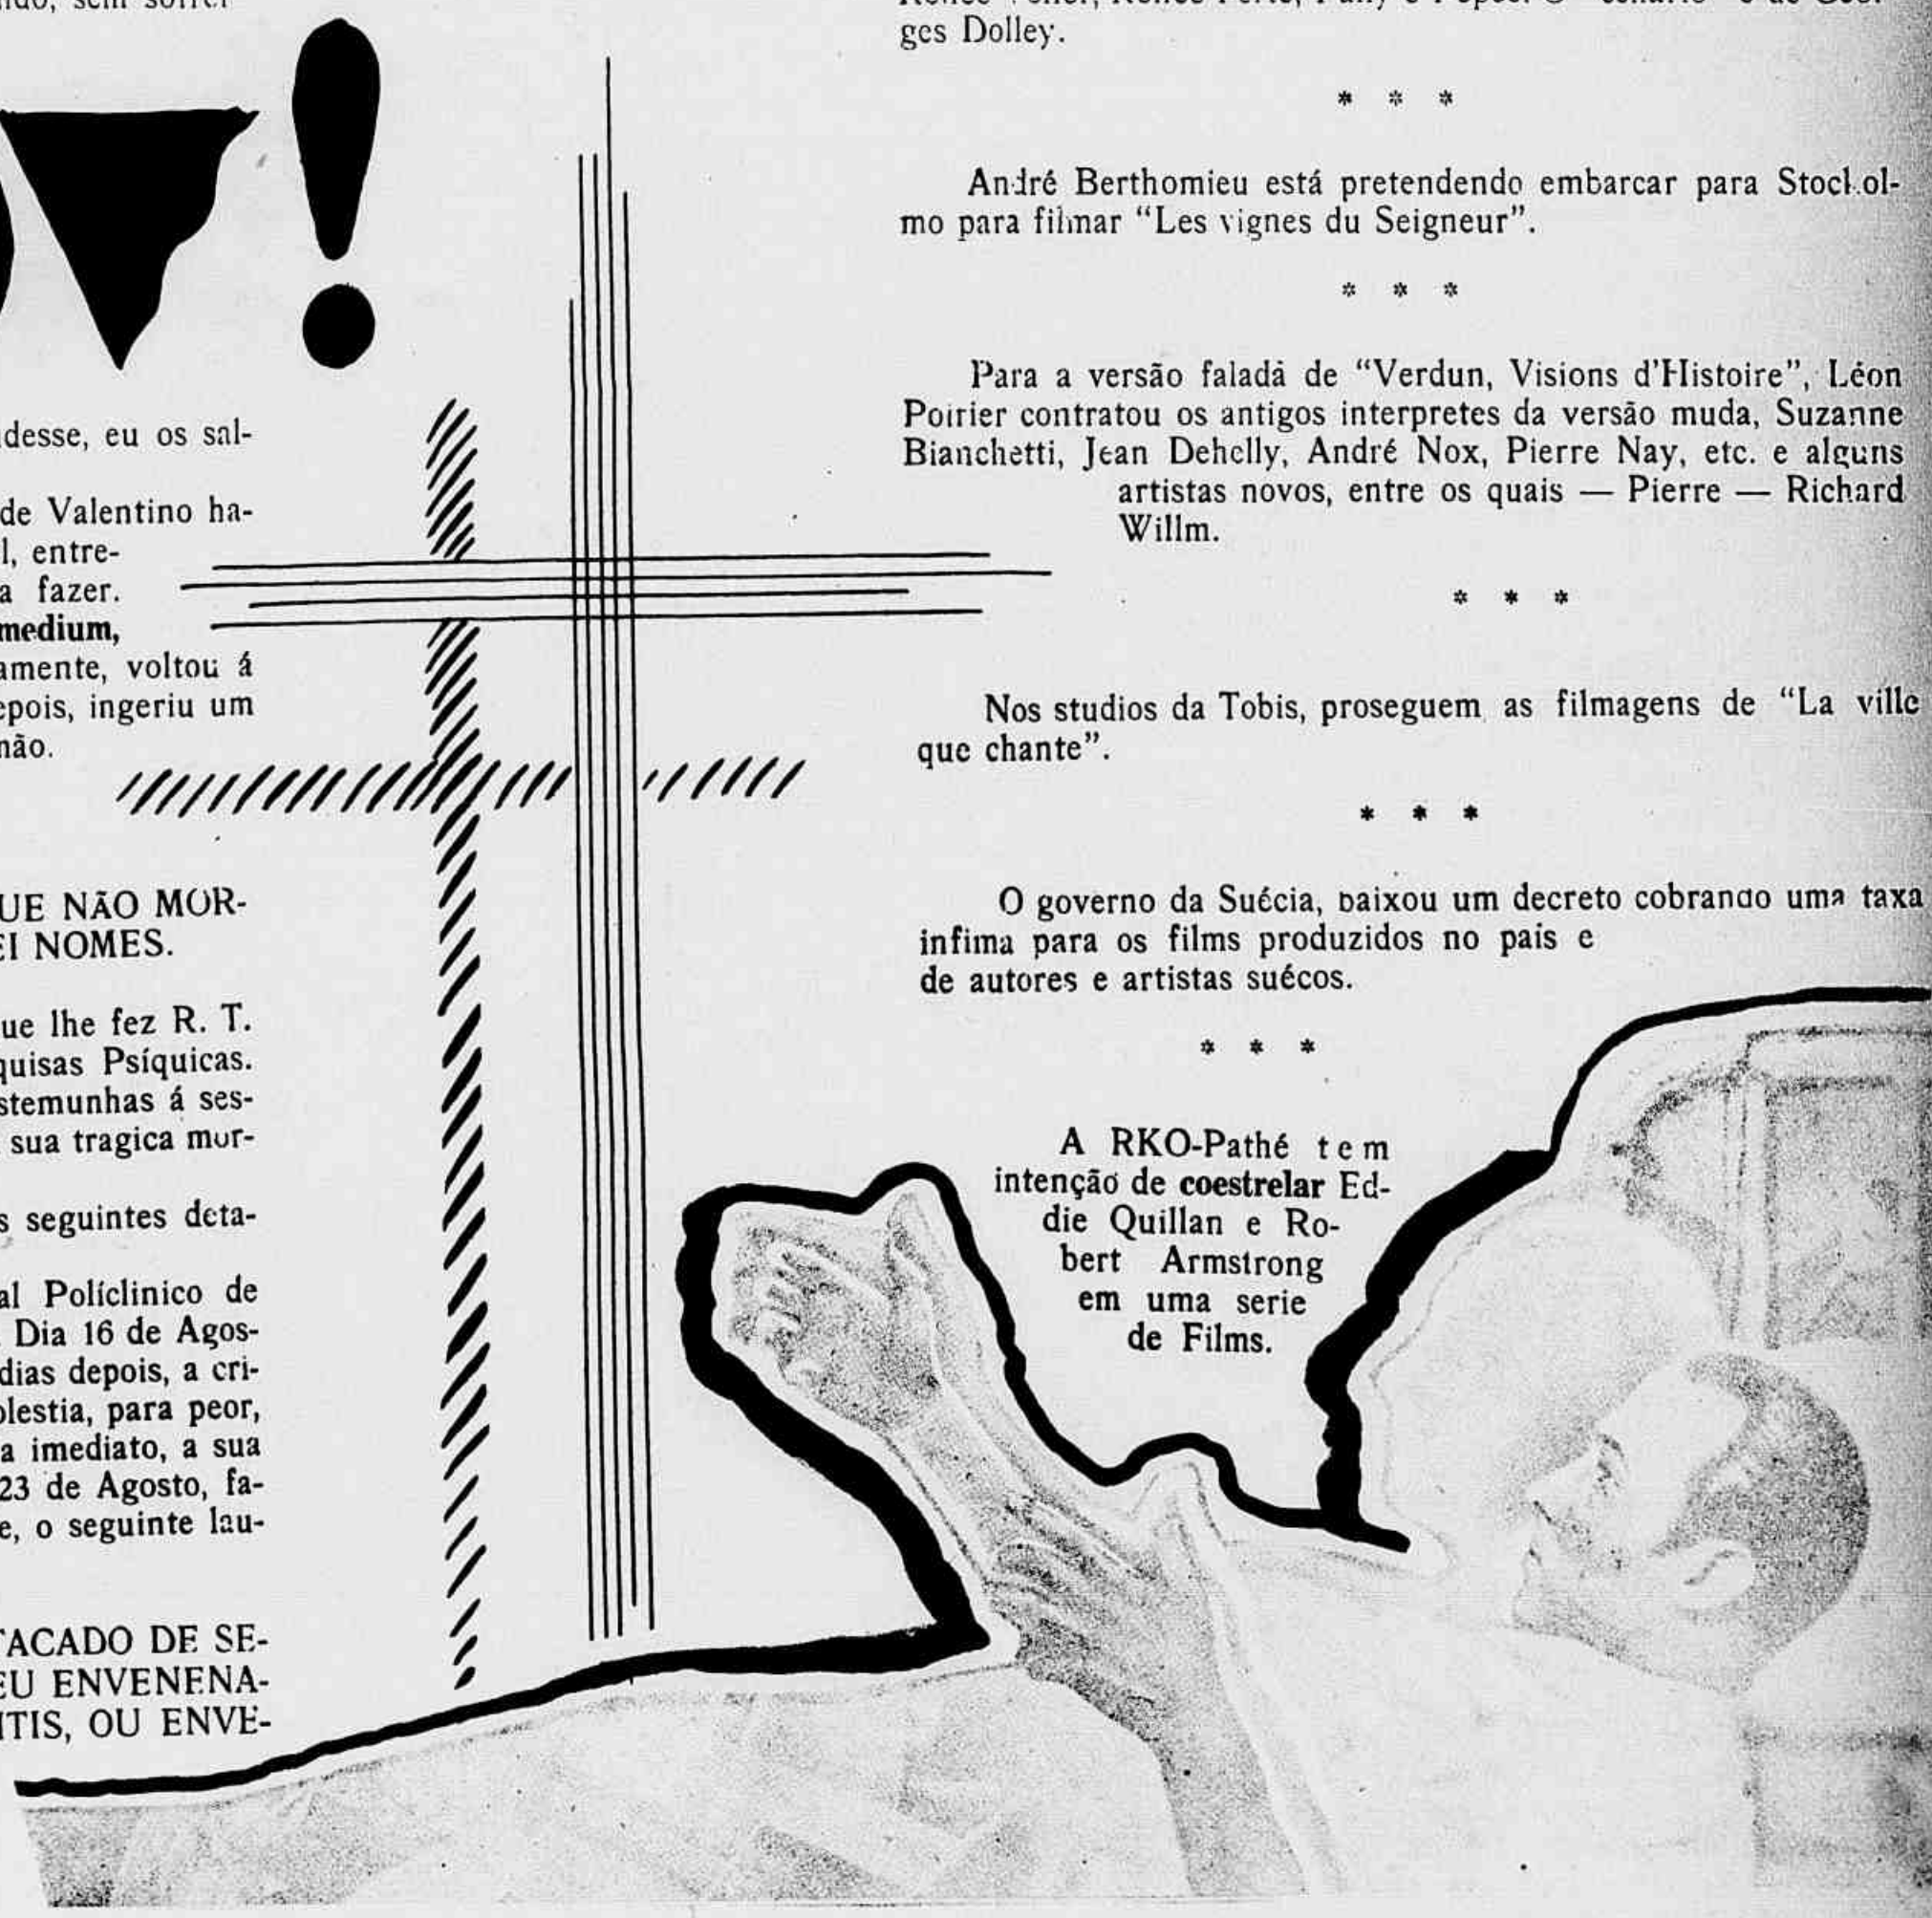 !
desse, eu os sal-
de Valentino ha-
l, entre-
a fazer.
medium,
amente, voltou á
epois, ingeriu um
não.
UE NÃO MOR-
EI NOMES.
ue lhe fez R. T.
quisas Psíquicas.
stemunhas á ses-
sua tragica mor-
s seguintes deta-
al Políclinico de
Dia 16 de Agos-
dias depois, a cri-
olestia, para peor,
a imediato, a sua
23 de Agosto, fa-
e, o seguinte lau-
TACADO DE SE-
EU ENVENENA-
ITIS, OU ENVE-
ges Dolley.
* * *
André Berthomieu está pretendendo embarcar para Stockol-
mo para filmar “Les vignes du Seigneur”.
* * *
Para a versão falada de “Verdun, Visions d'Histoire”, Léon
Poirier contratou os antigos interpretes da versão muda, Suzanne
Bianchetti, Jean Dehelly, André Nox, Pierre Nay, etc. e alguns
artistas novos, entre os quais — Pierre — Richard
Willm.
* * *
Nos studios da Tobis, proseguem as filmagens de “La ville
que chante”.
* * *
O governo da Suécia, baixou um decreto cobrando uma taxa
infima para os films produzidos no país e
de autores e artistas suécos.
* * *
A RKO-Pathé tem
intenção de coestrelar Ed-
die Quillan e Ro-
bert Armstrong
em uma serie
de Films.